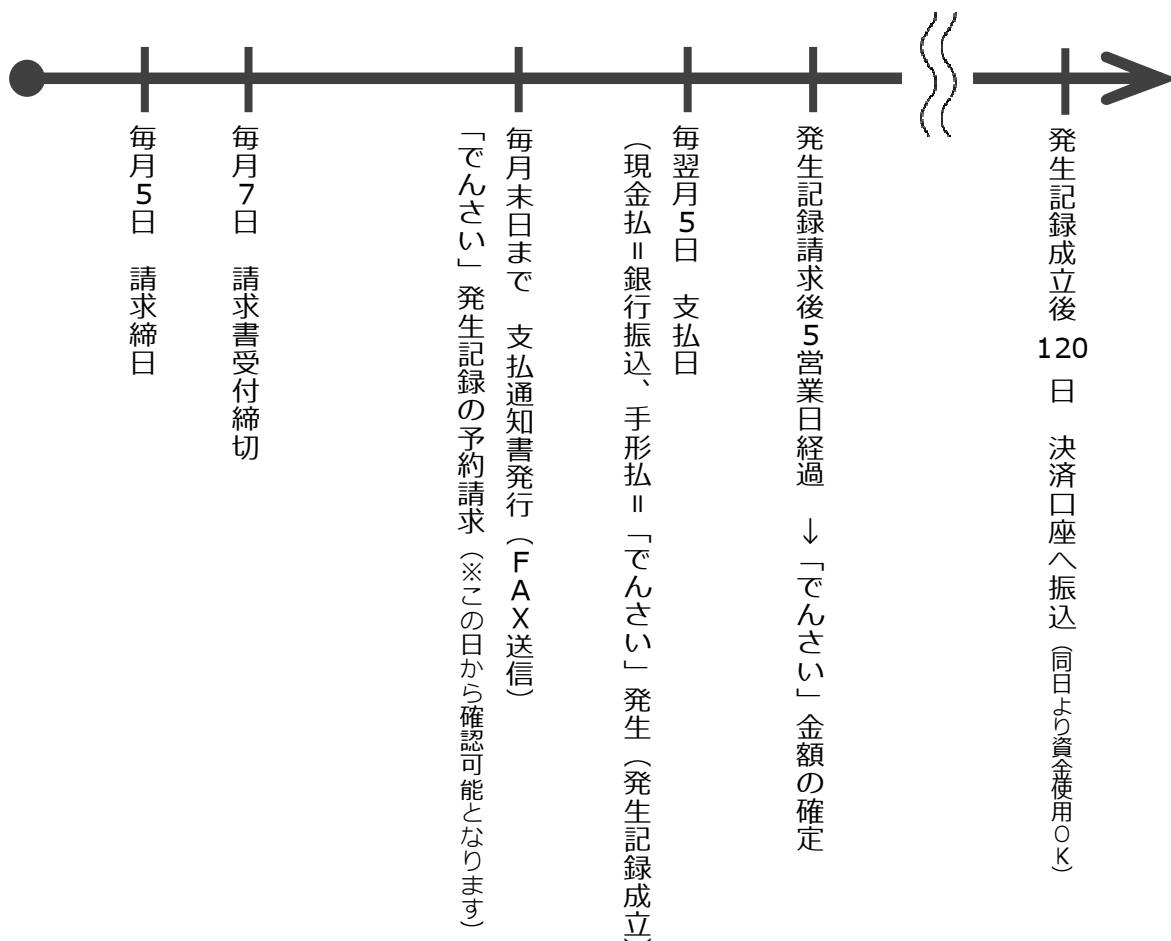 毎月5日　請求締日
毎月7日　請求書受付締切
毎月末日まで　支払通知書発行（ＦＡＸ送信）
「でんさい」発生記録の予約請求（※この日から確認可能となります）
毎翌月5日　支払日
（現金払＝銀行振込、手形払＝「でんさい」発生（発生記録成立）
発生記録請求後5営業日経過　↓「でんさい」金額の確定
発生記録成立後120日　決済口座へ振込（同日より資金使用ＯＫ）